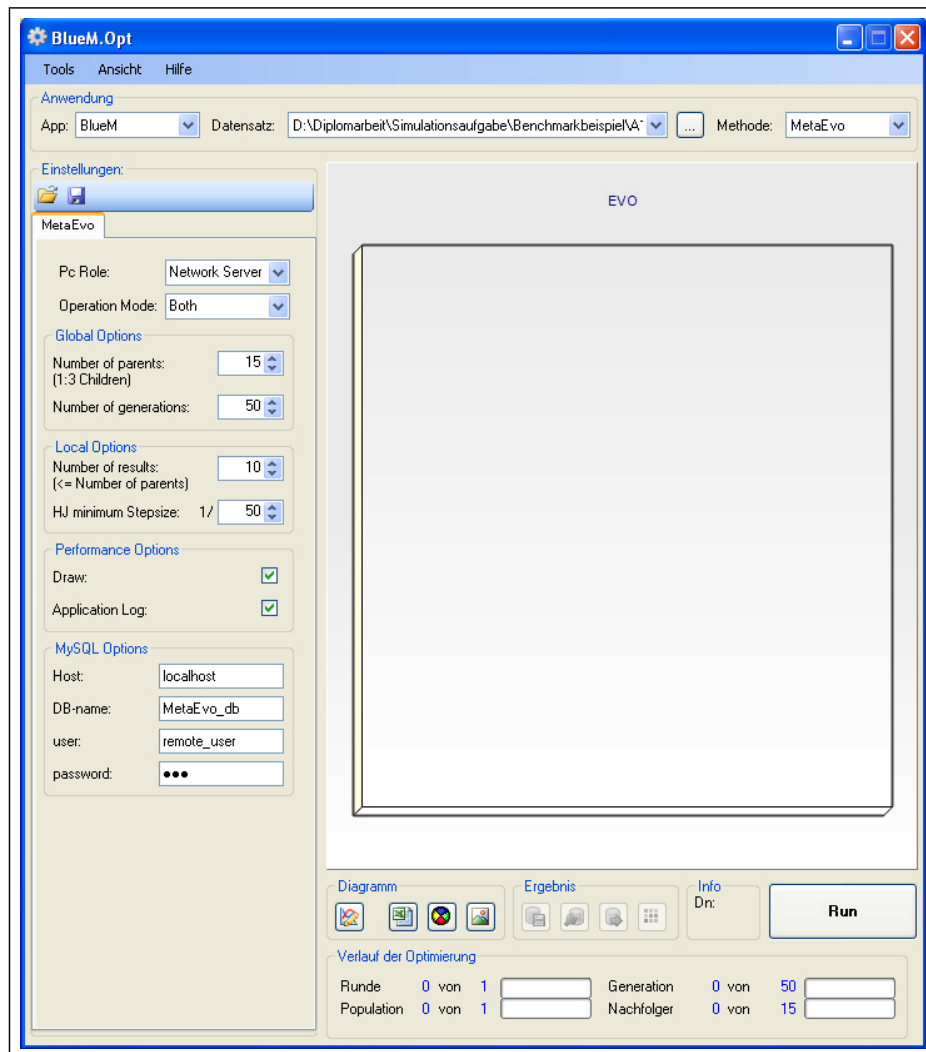 BlueM.Opt
Tools Ansicht Hilfe
Anwendung
App: BlueM Datensatz: D:\Diplomarbeit\Simulationsaufgabe\Benchmarkbeispiel\A ... Methode: MetaEvo
Einstellungen:
MetaEvo
Pc Role: Network Server
Operation Mode: Both
Global Options
Number of parents: 15
(1:3 Children)
Number of generations: 50
Local Options
Number of results: 10
(<= Number of parents)
HJ minimum Stepsize: 1/ 50
Performance Options
Draw:
Application Log:
MySQL Options
Host: localhost
DB-name: MetaEvo_db
user: remote_user
password: •••
EVO
Diagramm Ergebnis Info
Dn:
Run
Verlauf der Optimierung
Runde 0 von 1 Generation 0 von 50
Population 0 von 1 Nachfolger 0 von 15